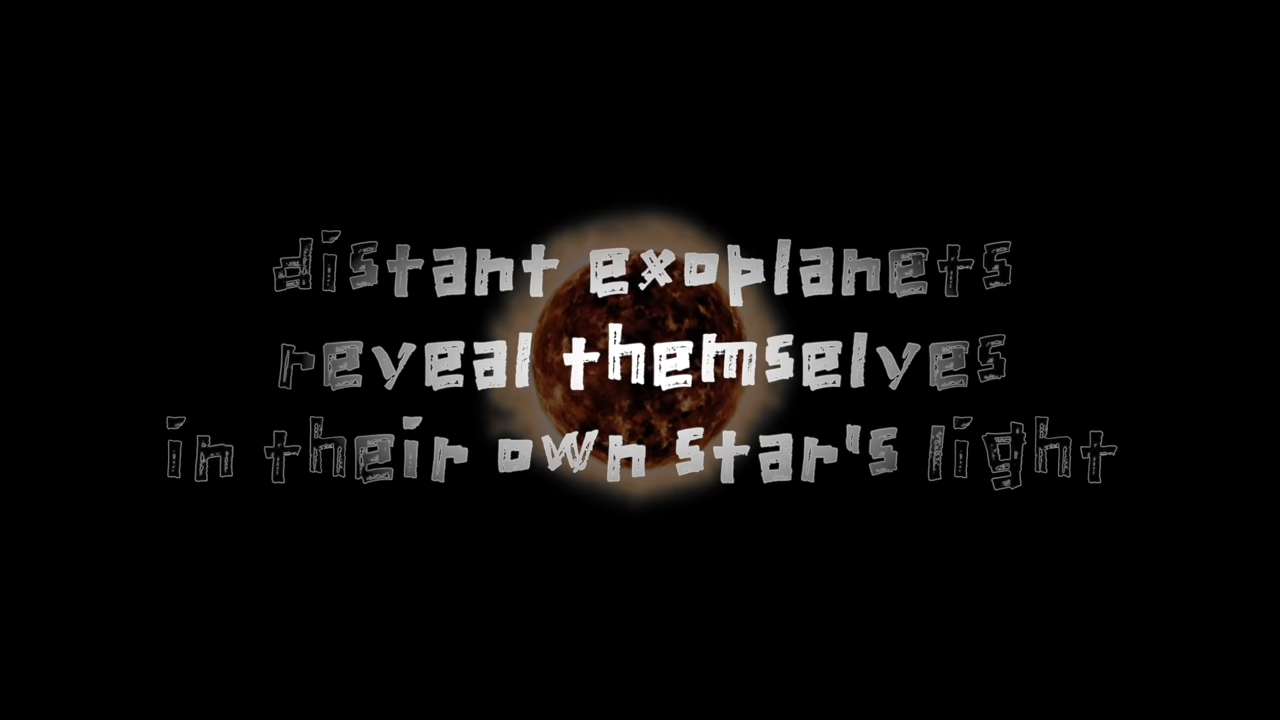 distant exoplanets
reveal themselves
in their own star's light